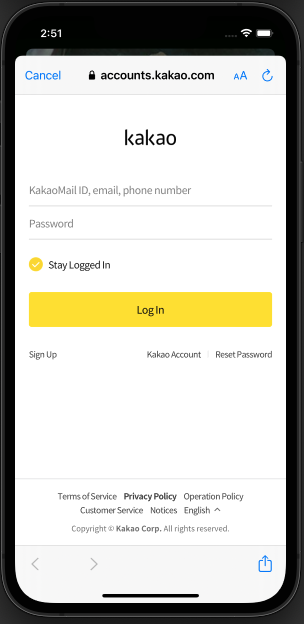 2:51
Cancel accounts.kakao.com AA
kakao
KakaoMail ID, email, phone number
Password
Stay Logged In
Log In
Sign Up Kakao Account Reset Password
Terms of Service Privacy Policy Operation Policy
Customer Service Notices English
Copyright © Kakao Corp. All rights reserved.